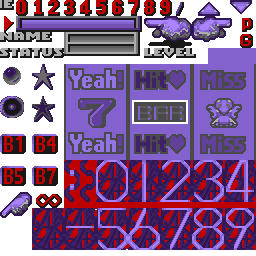 0123456789
E
NAME
STATUS LEVEL
P
G
Yeah! Hit♥ Miss
7 BAR
Yeah! Hit♥ Miss
B1 B4
B5 B7
:01234
∞
-56789